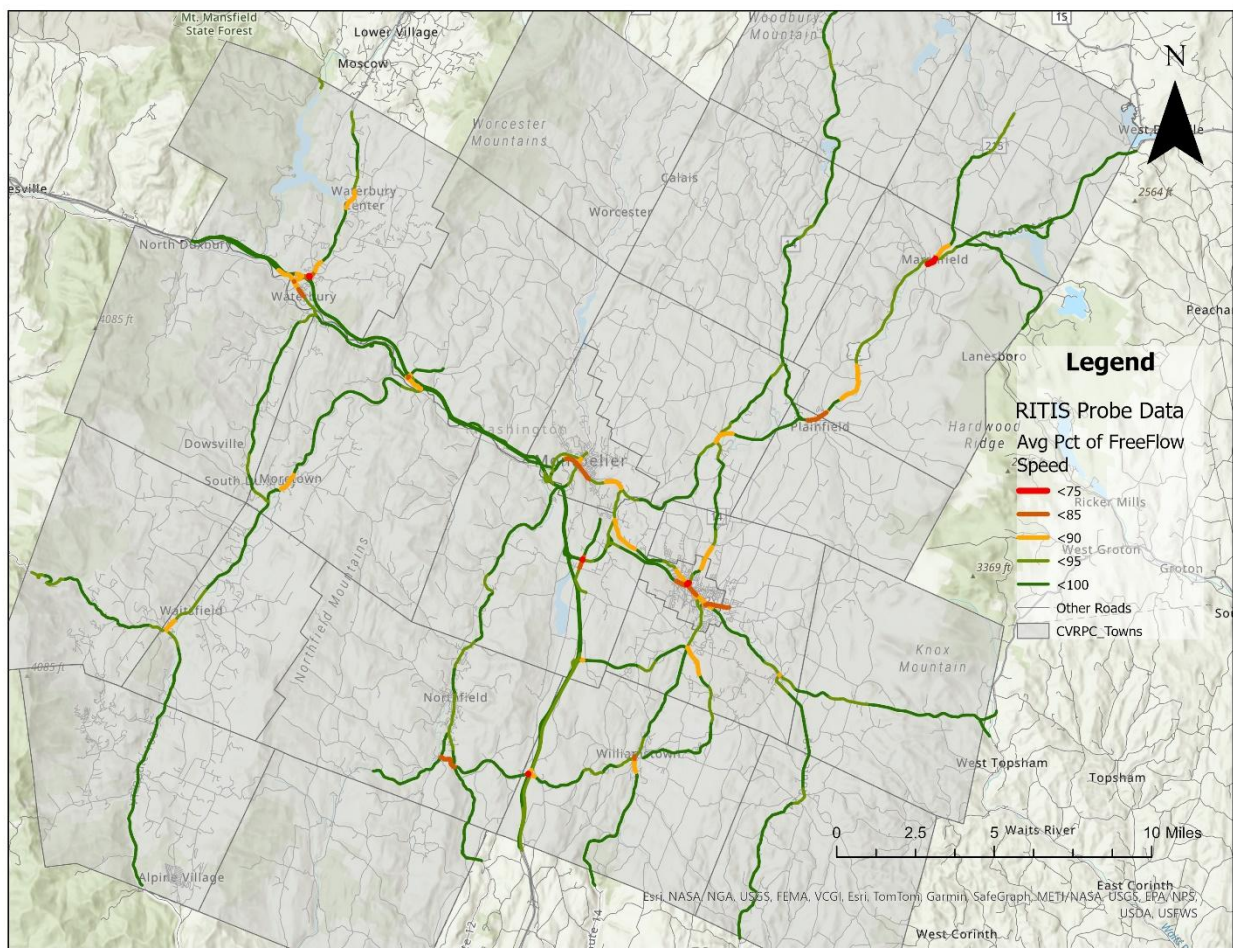 Mt. Mansfield
State Forest
Lower Village
Moscow
Woodbury
Mountain
15
N
Worcester
Mountains
215
West
2564 ft
esville
Waterbury
Center
Calais
Worcester
North Duxbury
Marshfield
Waterbury
4085 ft
Peacham
Lanesboro
Legend
RITIS Probe Data
Avg Pct of FreeFlow
Speed
<75
<85
<90
<95
<100
Other Roads
CVRPC_Towns
Washington
Plainfield
Hardwood
Ridge
Dowsville
Montpelier
South
Moretown
Ricker Mills
14
West Groton
Groton
3369 ft
Sou
Waitsfield
Northfield Mountains
Knox
Mountain
4085 ft
Northfield
Williamstown
West Topsham
Topsham
0 2.5 5 10 Miles
Waits River
Alpine Village
East Corinth
Esri, NASA, NGA, USGS, FEMA, VCGI, Esri, TomTom, Garmin, SafeGraph, METI/NASA, USGS, EPA, NPS,
USDA, USFWS
West Corinth